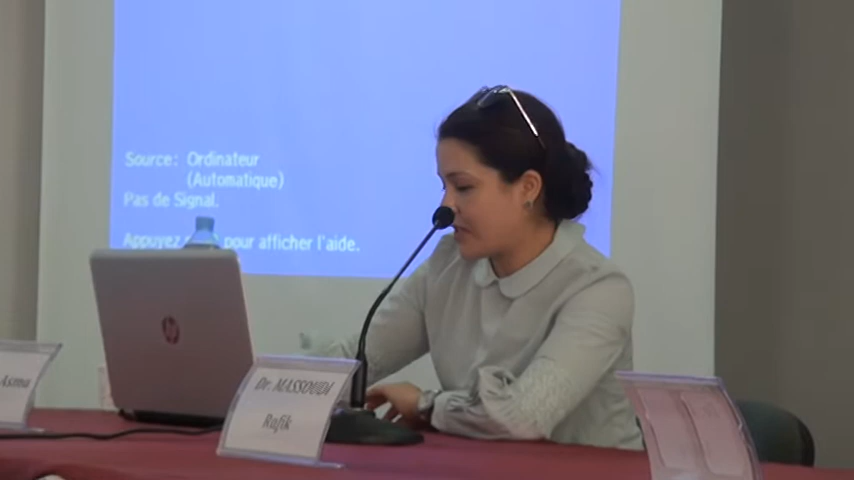 Source: Ordinateur
(Automatique)
Pas de Signal.
Appuyez pour afficher l'aide.
hp
Asma
Dr. MASSOUDI
Rafik